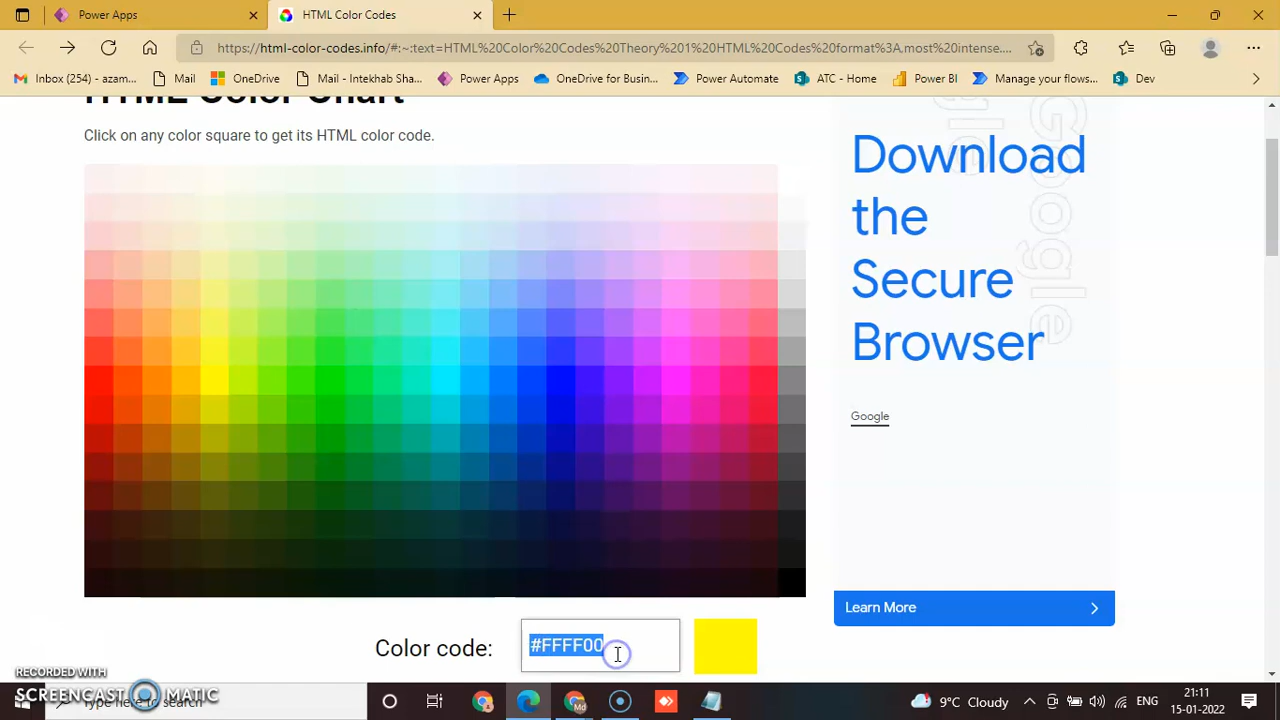 Power Apps
HTML Color Codes
https://html-color-codes.info/#:~:text=HTML%20Color%20Codes%20Theory%201%20HTML%20Codes%20format%3A.most%20intense....
Inbox (254) - azam...
Mail
OneDrive
Mail - Intekhab Sha...
Power Apps
OneDrive for Busin...
Power Automate
ATC - Home
Power BI
Manage your flows...
Dev
HTML Color Chart
Click on any color square to get its HTML color code.
Google
Download
the
Secure
Browser
Google
Learn More
Color code:
#FFFF00
RECORDED WITH
SCREENCAST MATIC
Type here to search
9°C Cloudy
ENG
21:11
15-01-2022